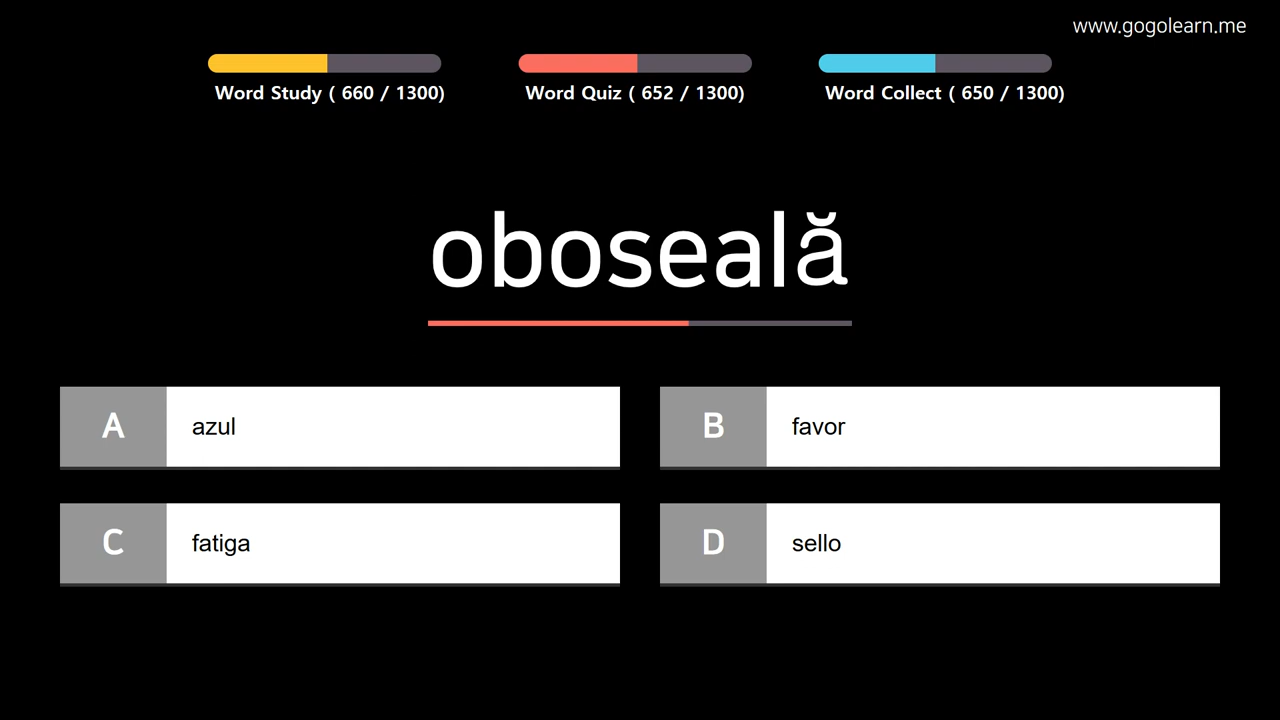 www.gogolearn.me
Word Study ( 660 / 1300)
Word Quiz ( 652 / 1300)
Word Collect ( 650 / 1300)
oboseală
A azul
B favor
C fatiga
D sello